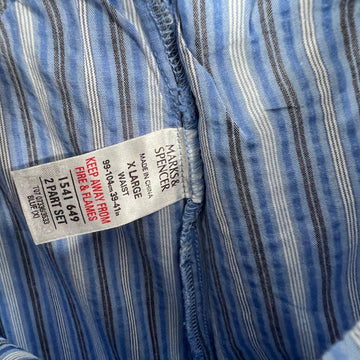 MARKS&
SPENCER
MADE IN CHINA
X LARGE
WAIST
99-104cm 39-41in
KEEP AWAY FROM
FIRE & FLAMES
1541 649
2 PART SET
BLUE (X)